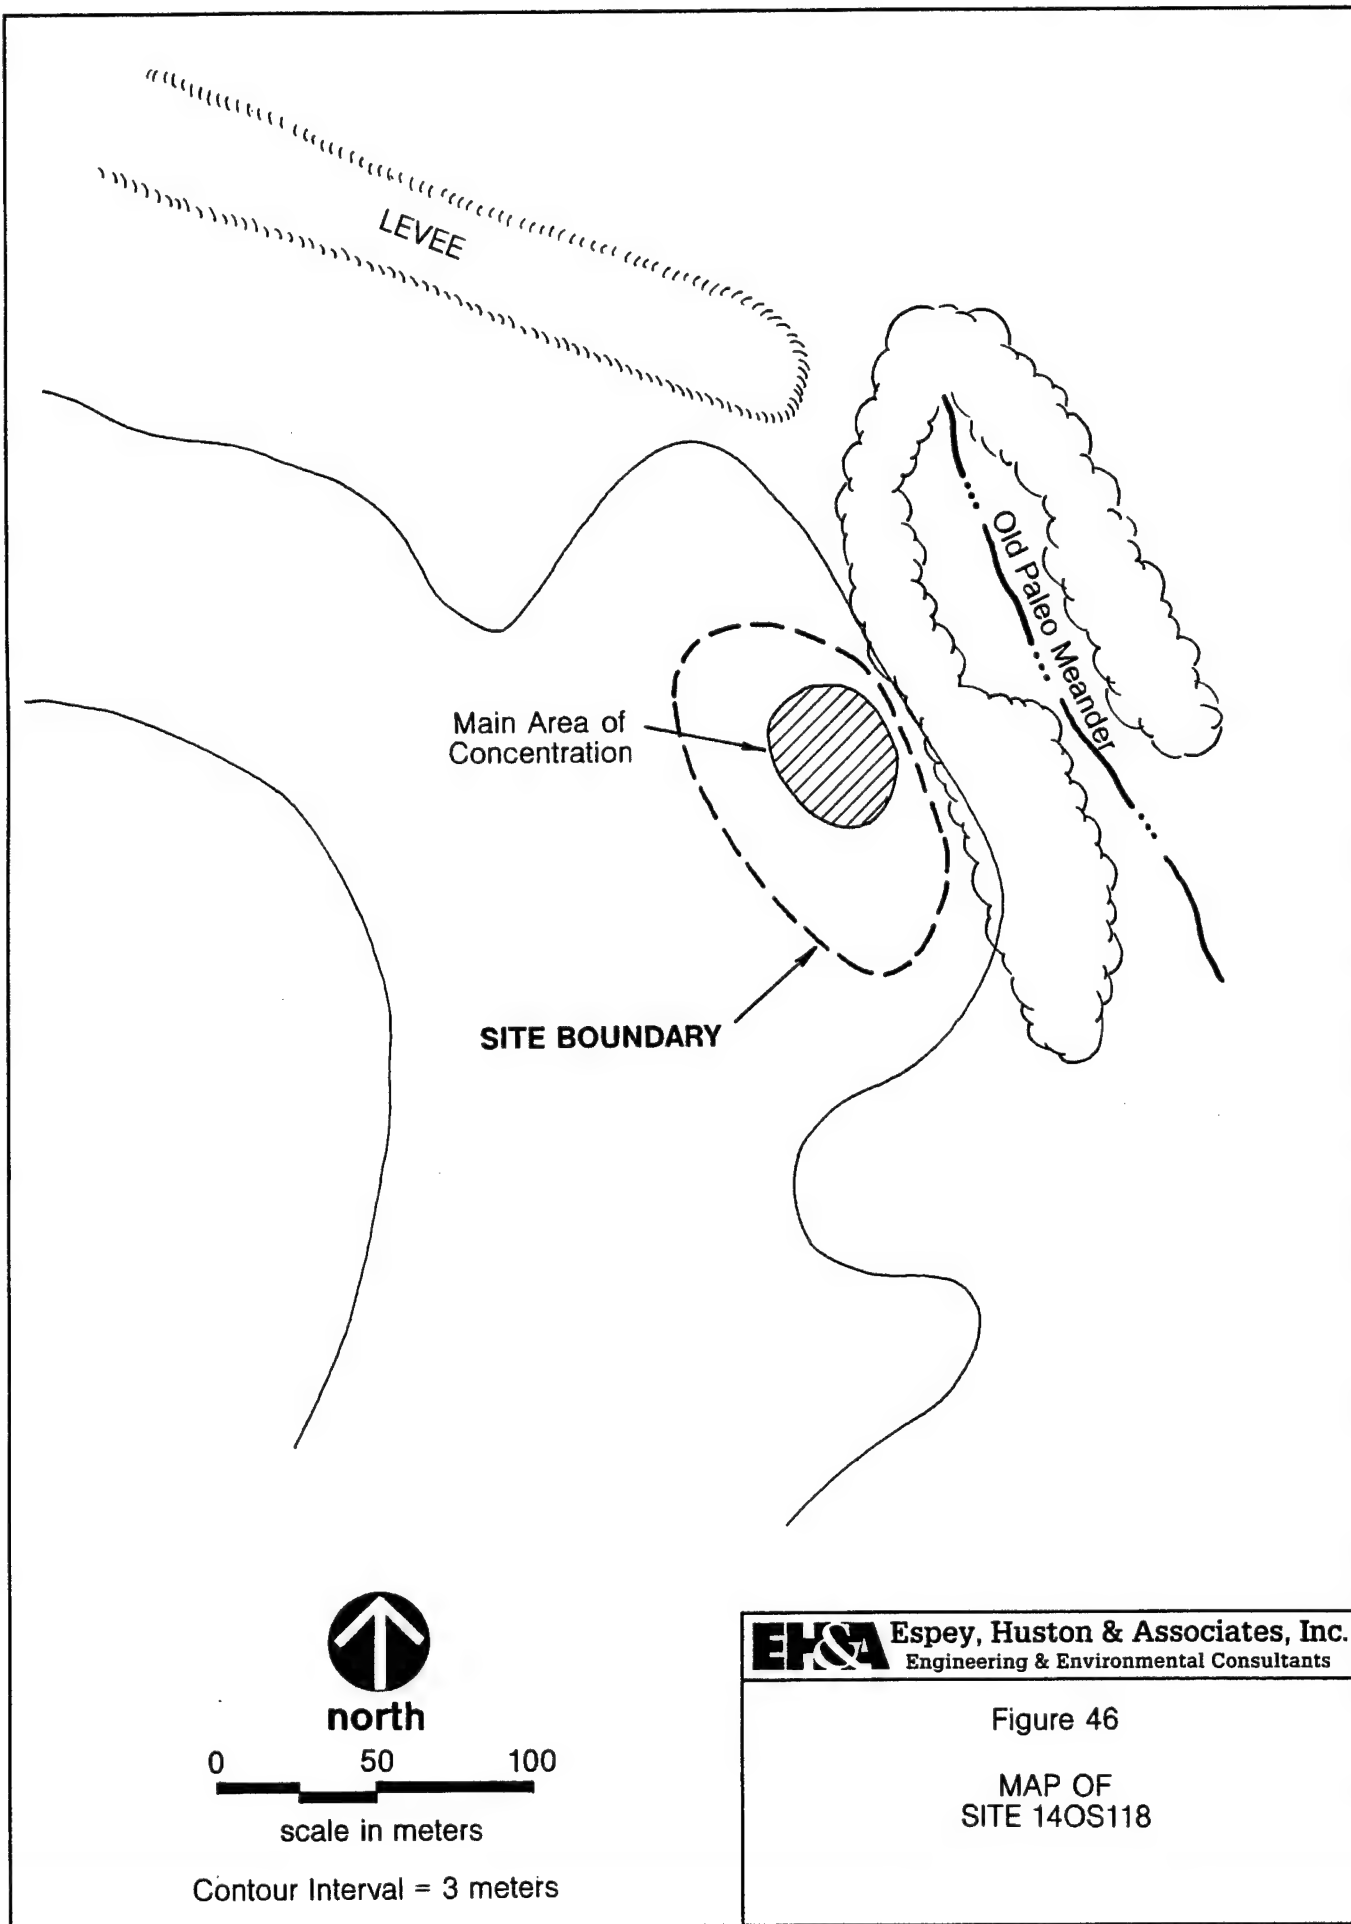 LEVEE
Old Paleo Meander
Main Area of
Concentration
SITE BOUNDARY
north
0 50 100
scale in meters
Contour Interval = 3 meters
EH&A Espey, Huston & Associates, Inc.
Engineering & Environmental Consultants
Figure 46
MAP OF
SITE 14OS118